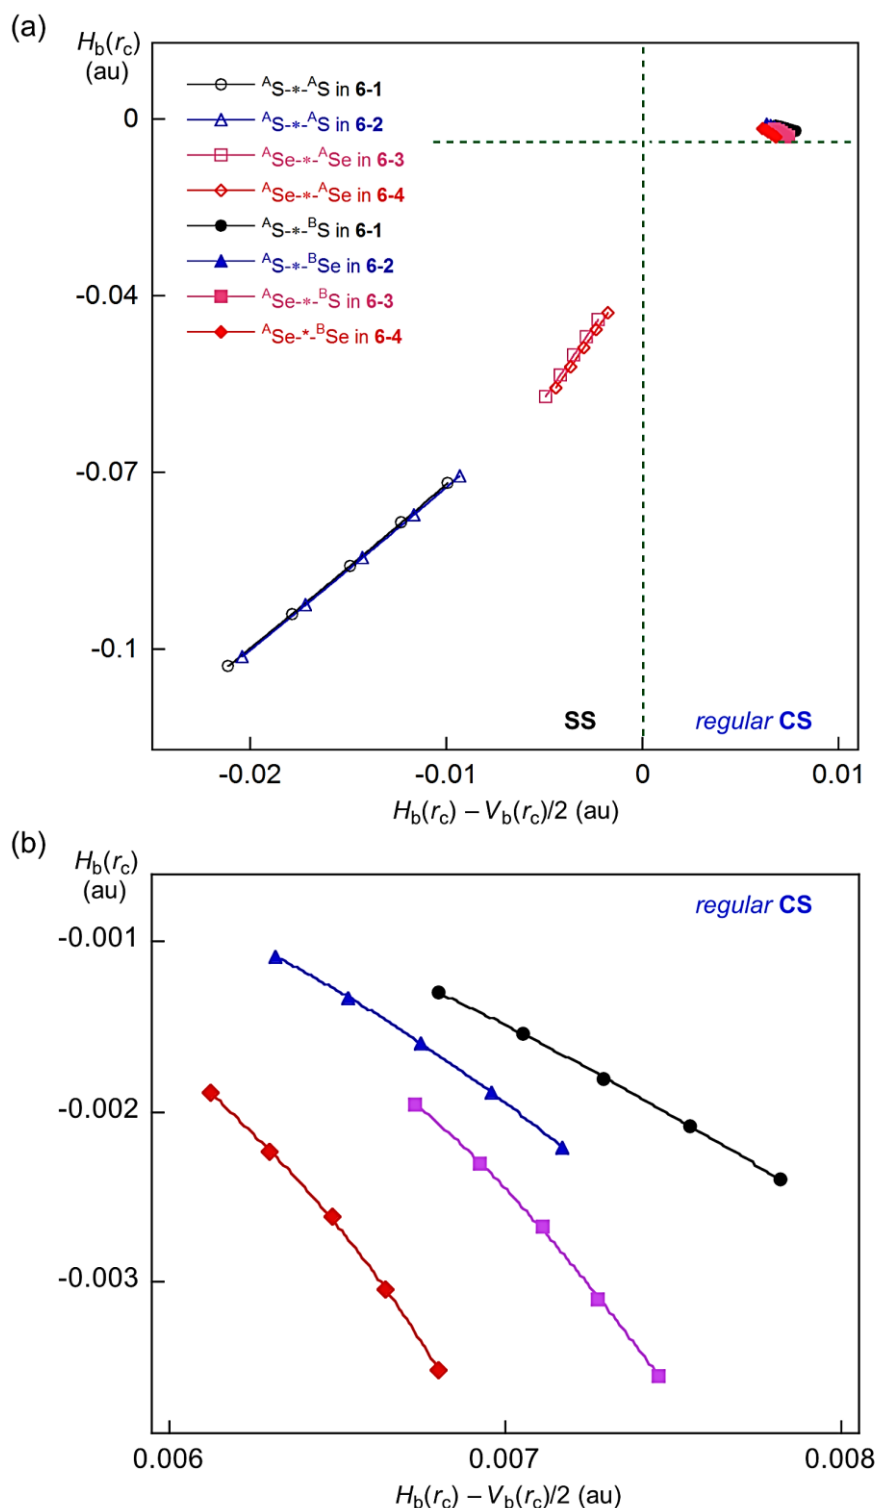 (a)
Hb(rc)
(au)
0
-0.04
-0.07
-0.1
AS-*-AS in 6-1
AS-*-AS in 6-2
ASe-*-ASe in 6-3
ASe-*-ASe in 6-4
AS-*-BS in 6-1
AS-*-BSe in 6-2
ASe-*-BS in 6-3
ASe-*-BSe in 6-4
SS
regular CS
-0.02
-0.01
0
0.01
Hb(rc) – Vb(rc)/2 (au)
(b)
Hb(rc)
(au)
regular CS
-0.001
-0.002
-0.003
0.006
0.007
0.008
Hb(rc) – Vb(rc)/2 (au)